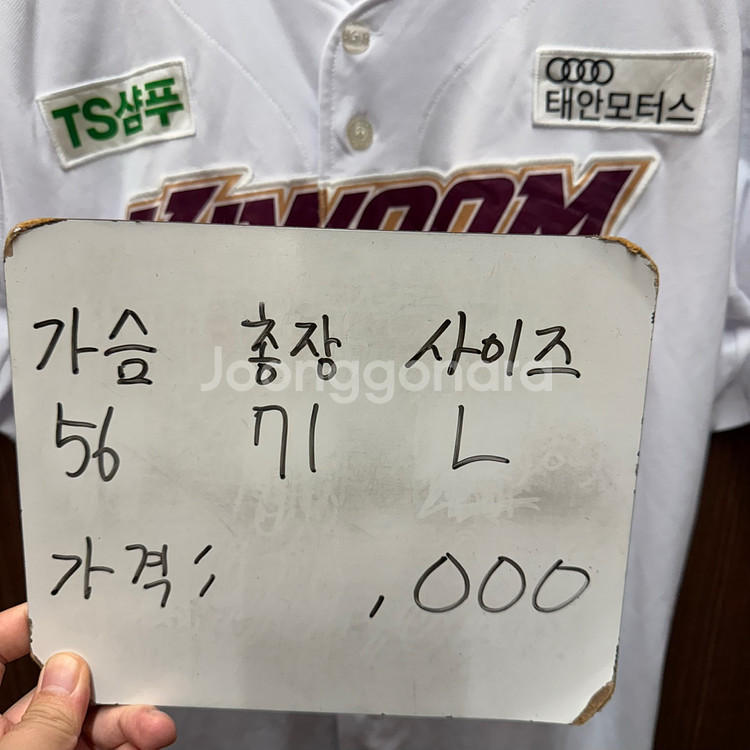 TS샴푸
태안모터스
KIWOOM
가슴 총장 사이즈
Joonggonara
56 71 L
가격: ,000